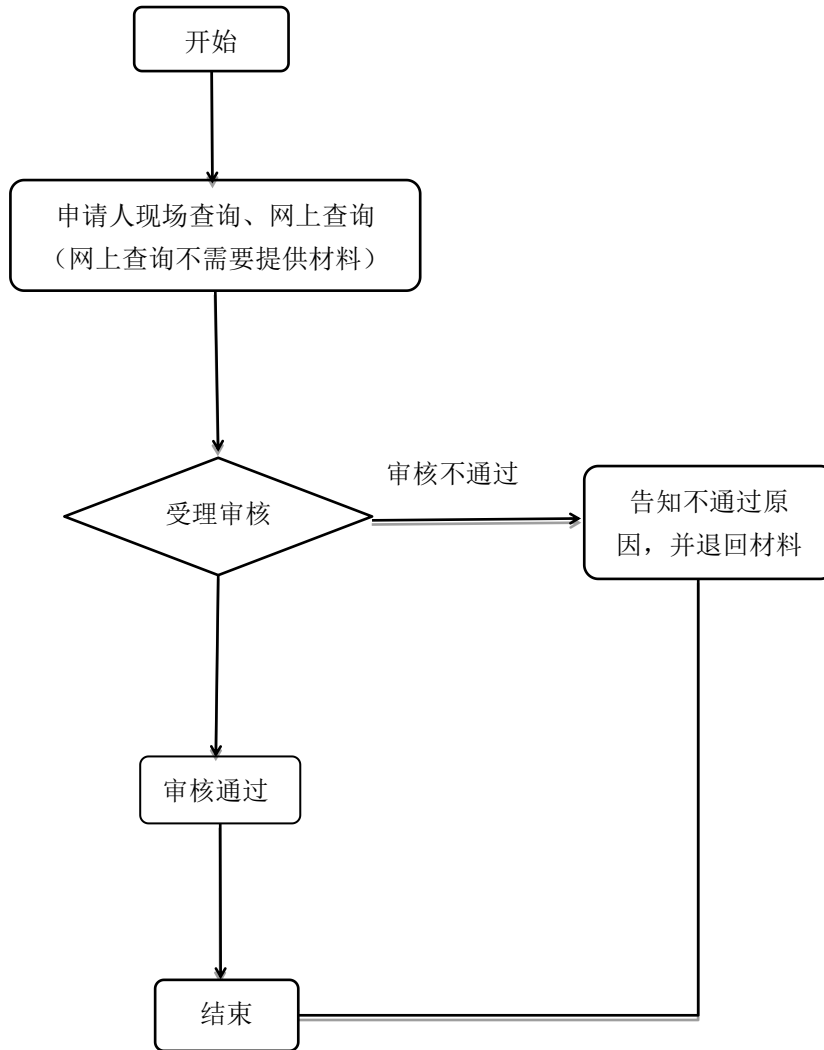 开始
申请人现场查询、网上查询
（网上查询不需要提供材料）
审核不通过
受理审核
告知不通过原
因，并退回材料
审核通过
结束